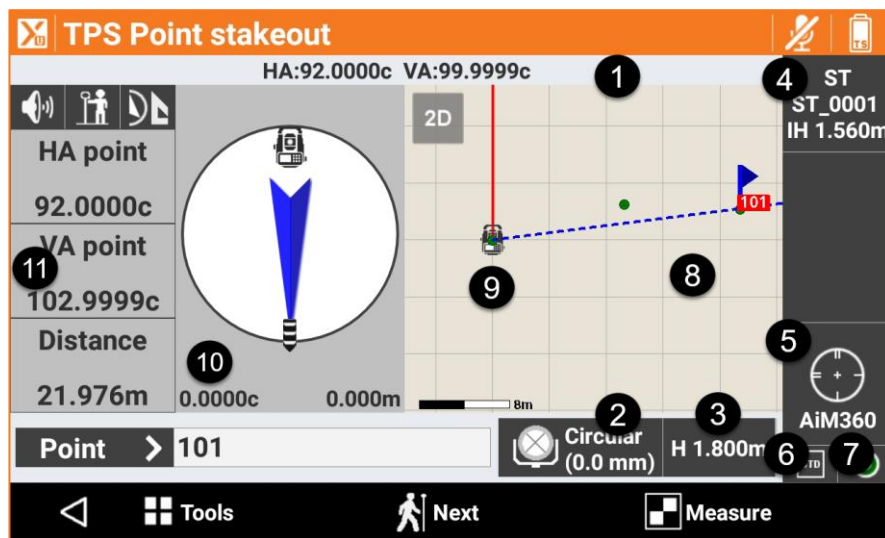 TPS Point stakeout
TS
HA:92.0000c VA:99.9999c
1
4
ST
ST_0001
IH 1.560m
2D
HA point
92.0000c
VA point
11
102.9999c
Distance
21.976m
10
0.0000c
0.000m
101
9
8
8m
5
AiM360
Point
101
2
Circular
(0.0 mm)
3
H 1.800m
6
7
Tools
Next
Measure